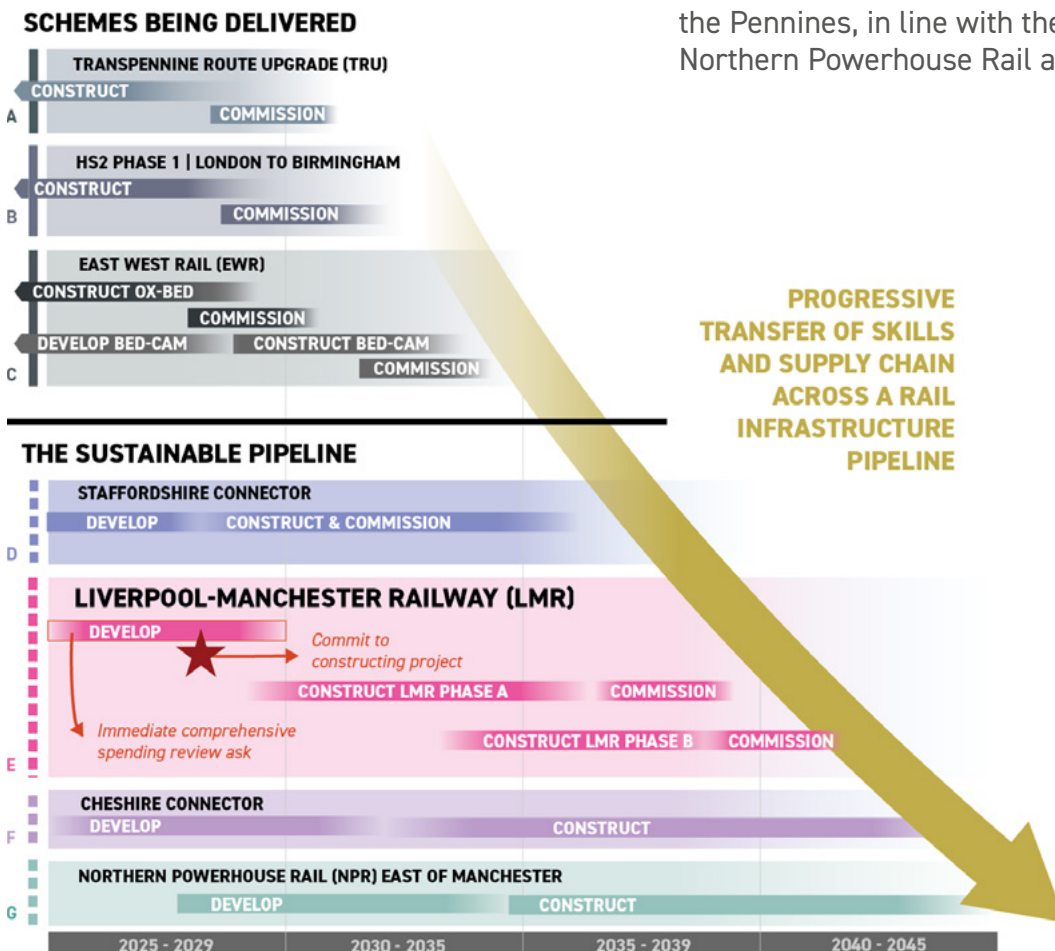 the Pennines, in line with the
Northern Powerhouse Rail a
SCHEMES BEING DELIVERED
TRANSPENNINE ROUTE UPGRADE (TRU)
CONSTRUCT
COMMISSION
A
HS2 PHASE 1 | LONDON TO BIRMINGHAM
CONSTRUCT
COMMISSION
B
EAST WEST RAIL (EWR)
CONSTRUCT OX-BED
COMMISSION
DEVELOP BED-CAM
CONSTRUCT BED-CAM
COMMISSION
C
PROGRESSIVE
TRANSFER OF SKILLS
AND SUPPLY CHAIN
ACROSS A RAIL
INFRASTRUCTURE
PIPELINE
THE SUSTAINABLE PIPELINE
STAFFORDSHIRE CONNECTOR
DEVELOP
CONSTRUCT & COMMISSION
D
LIVERPOOL-MANCHESTER RAILWAY (LMR)
DEVELOP
Commit to
constructing project
CONSTRUCT LMR PHASE A
COMMISSION
Immediate comprehensive
spending review ask
CONSTRUCT LMR PHASE B
COMMISSION
E
CHESHIRE CONNECTOR
DEVELOP
CONSTRUCT
F
NORTHERN POWERHOUSE RAIL (NPR) EAST OF MANCHESTER
DEVELOP
CONSTRUCT
G
2025 - 2029
2030 - 2035
2035 - 2039
2040 - 2045